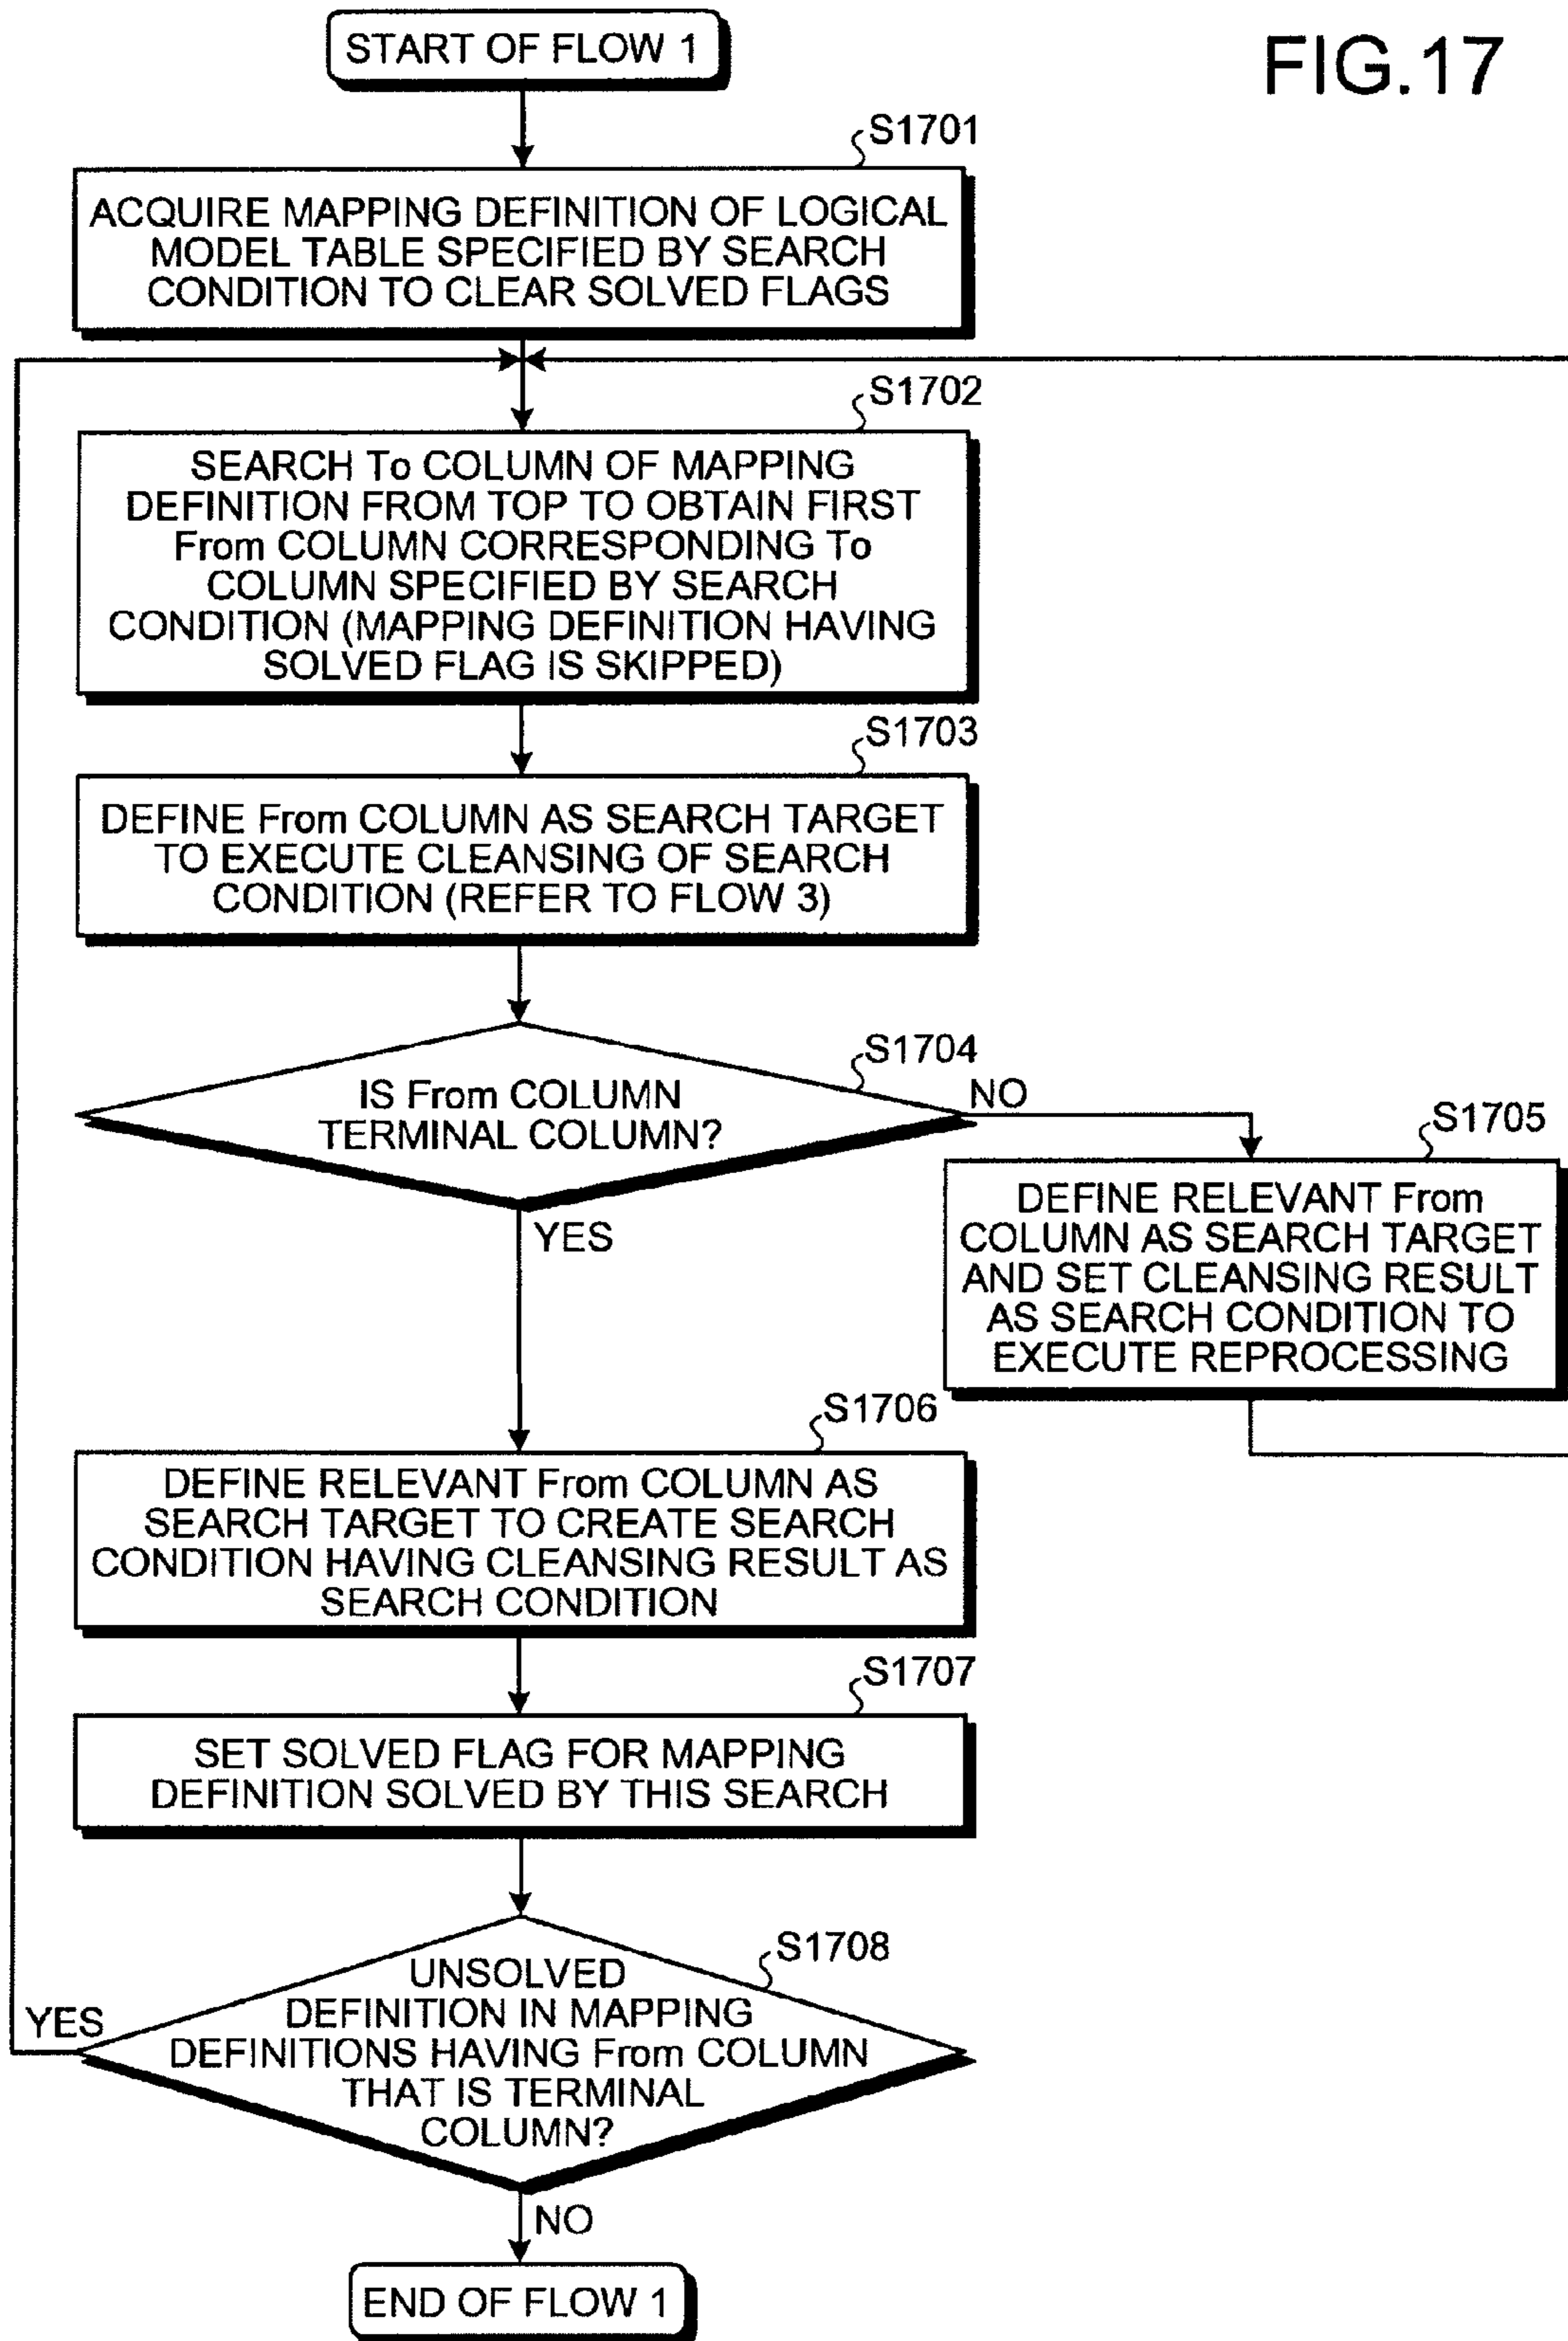 FIG.17
START OF FLOW 1
S1701
ACQUIRE MAPPING DEFINITION OF LOGICAL
MODEL TABLE SPECIFIED BY SEARCH
CONDITION TO CLEAR SOLVED FLAGS
S1702
SEARCH To COLUMN OF MAPPING
DEFINITION FROM TOP TO OBTAIN FIRST
From COLUMN CORRESPONDING To
COLUMN SPECIFIED BY SEARCH
CONDITION (MAPPING DEFINITION HAVING
SOLVED FLAG IS SKIPPED)
S1703
DEFINE From COLUMN AS SEARCH TARGET
TO EXECUTE CLEANSING OF SEARCH
CONDITION (REFER TO FLOW 3)
S1704
IS From COLUMN
TERMINAL COLUMN?
NO
YES
S1705
DEFINE RELEVANT From
COLUMN AS SEARCH TARGET
AND SET CLEANSING RESULT
AS SEARCH CONDITION TO
EXECUTE REPROCESSING
S1706
DEFINE RELEVANT From COLUMN AS
SEARCH TARGET TO CREATE SEARCH
CONDITION HAVING CLEANSING RESULT AS
SEARCH CONDITION
S1707
SET SOLVED FLAG FOR MAPPING
DEFINITION SOLVED BY THIS SEARCH
S1708
UNSOLVED
DEFINITION IN MAPPING
DEFINITIONS HAVING From COLUMN
THAT IS TERMINAL
COLUMN?
YES
NO
END OF FLOW 1